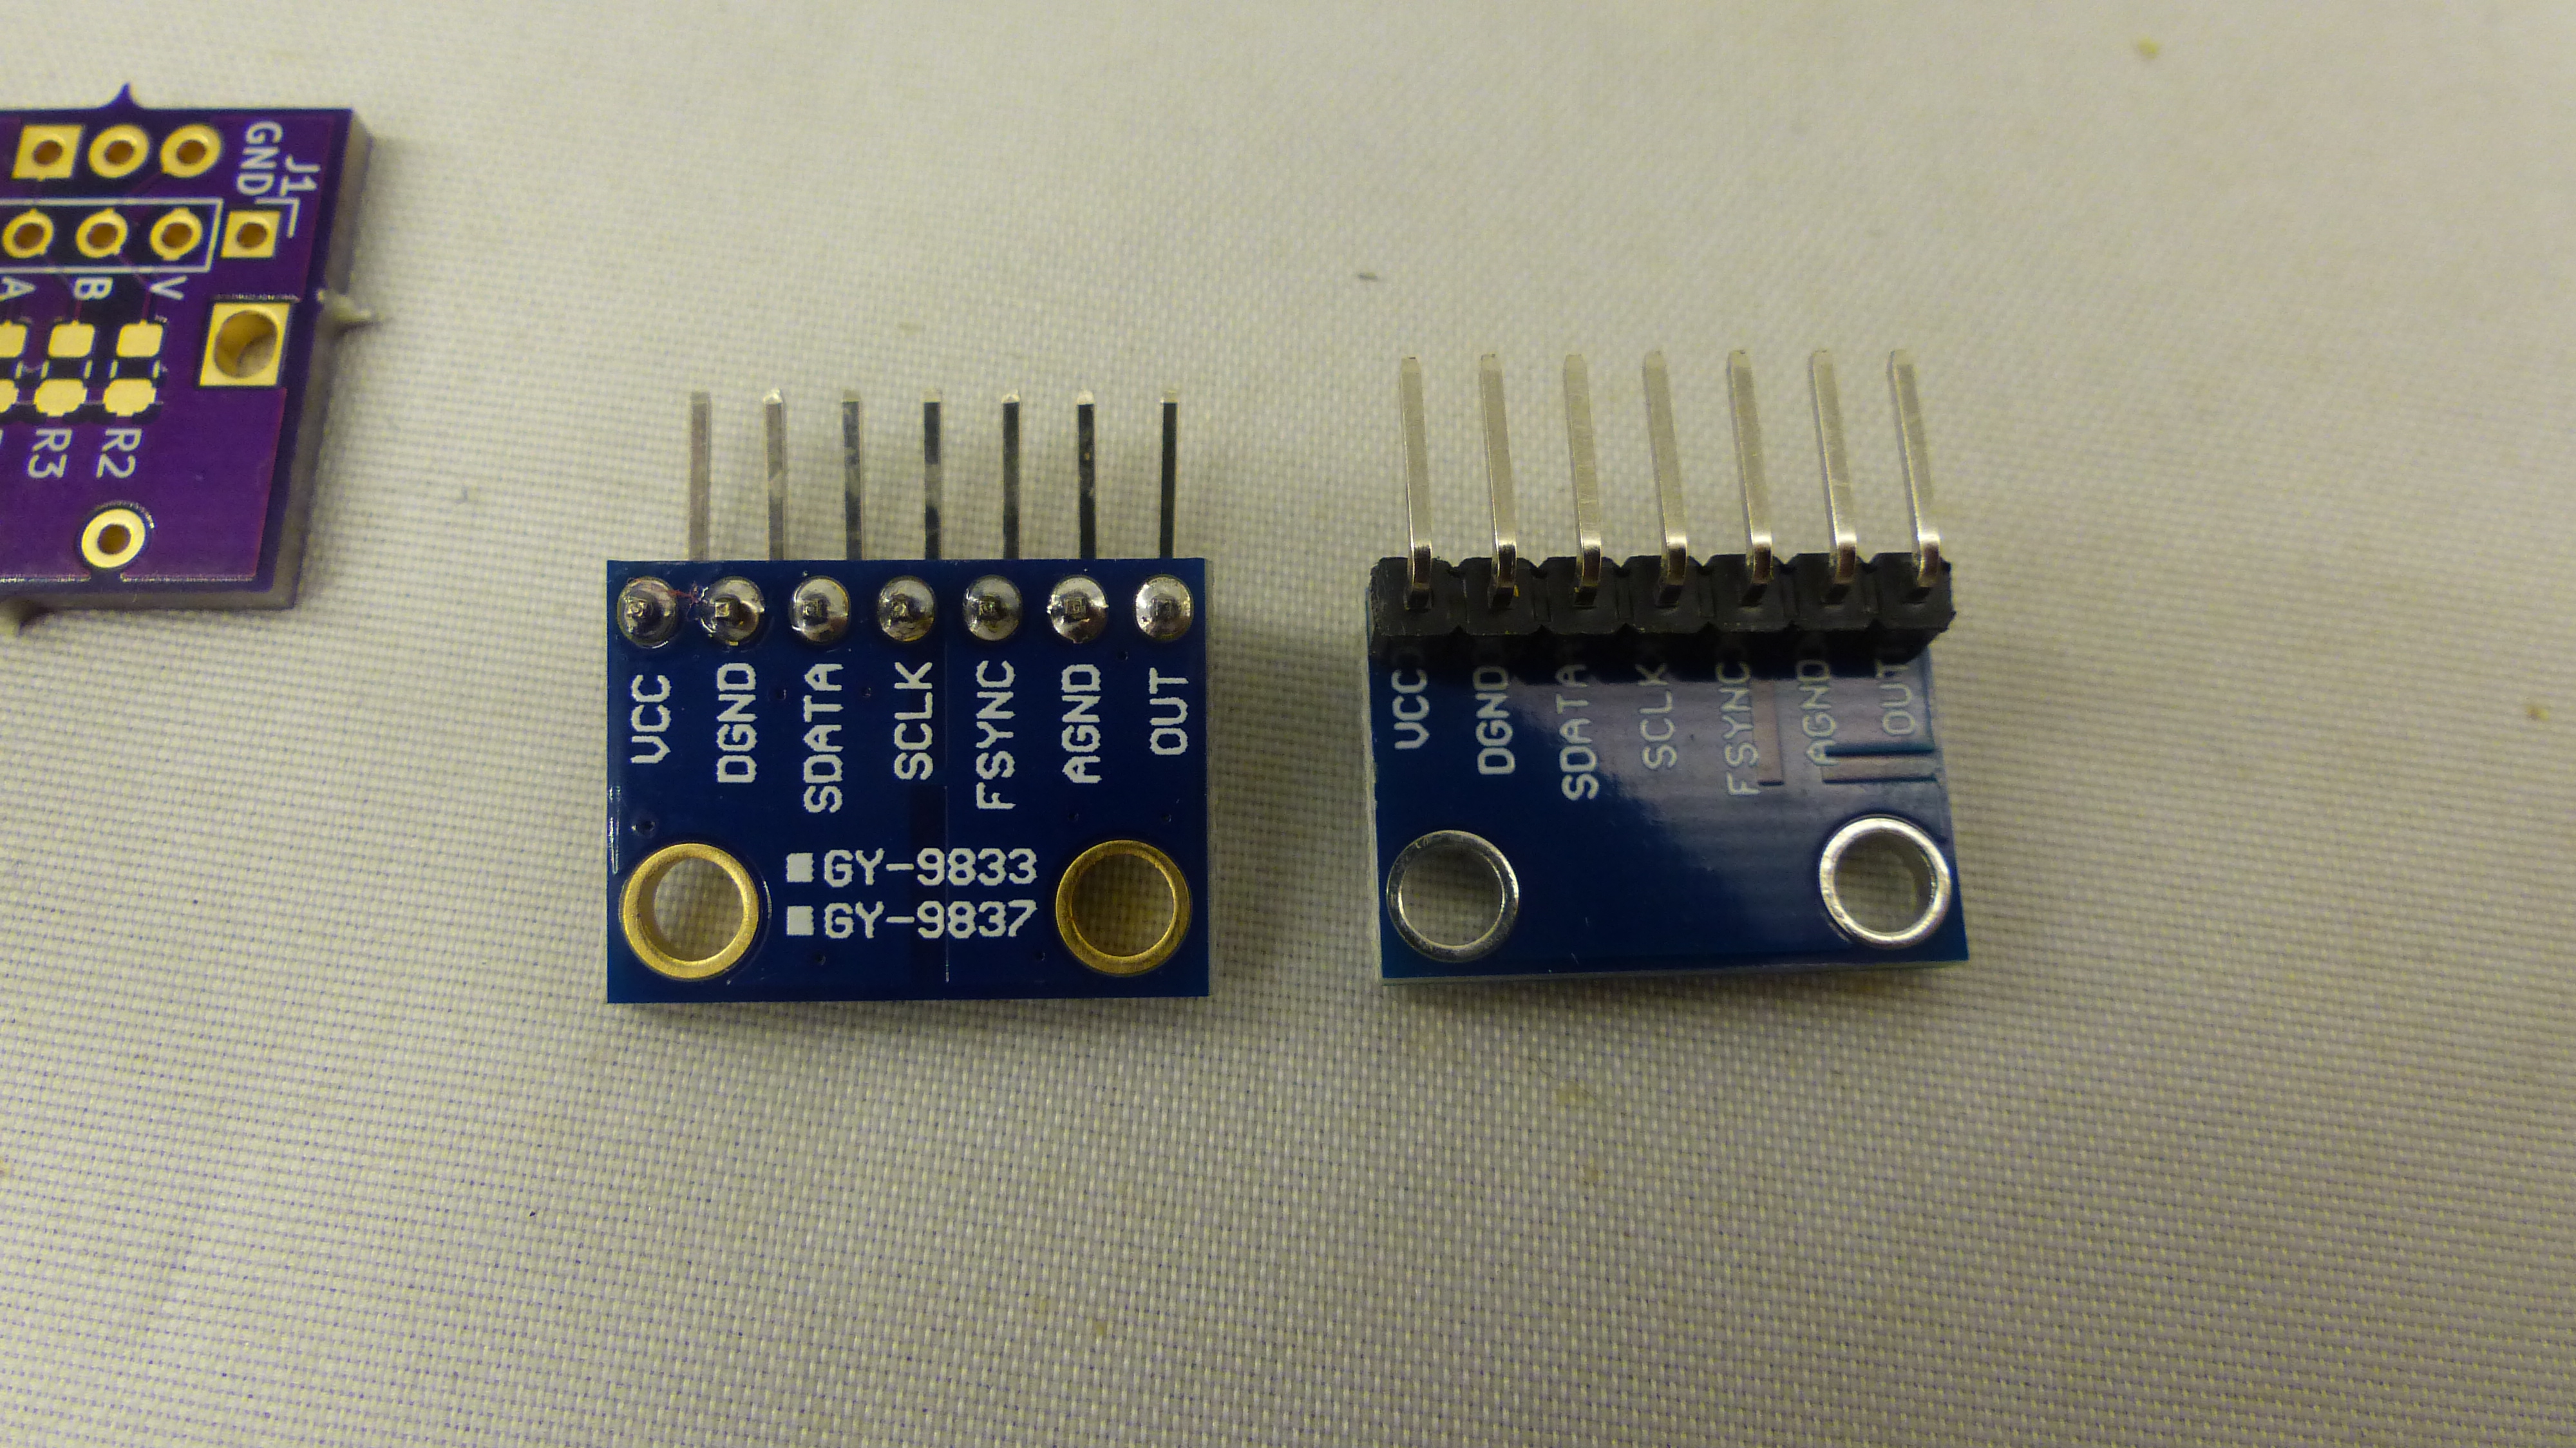 GND
J1
A
B
V
R3
R2
VCC
DGND
SDATA
SCLK
FSYNC
AGND
OUT
GY-9833
GY-9837
VCC
DGND
SDATA
SCLK
FSYNC
AGND
OUT